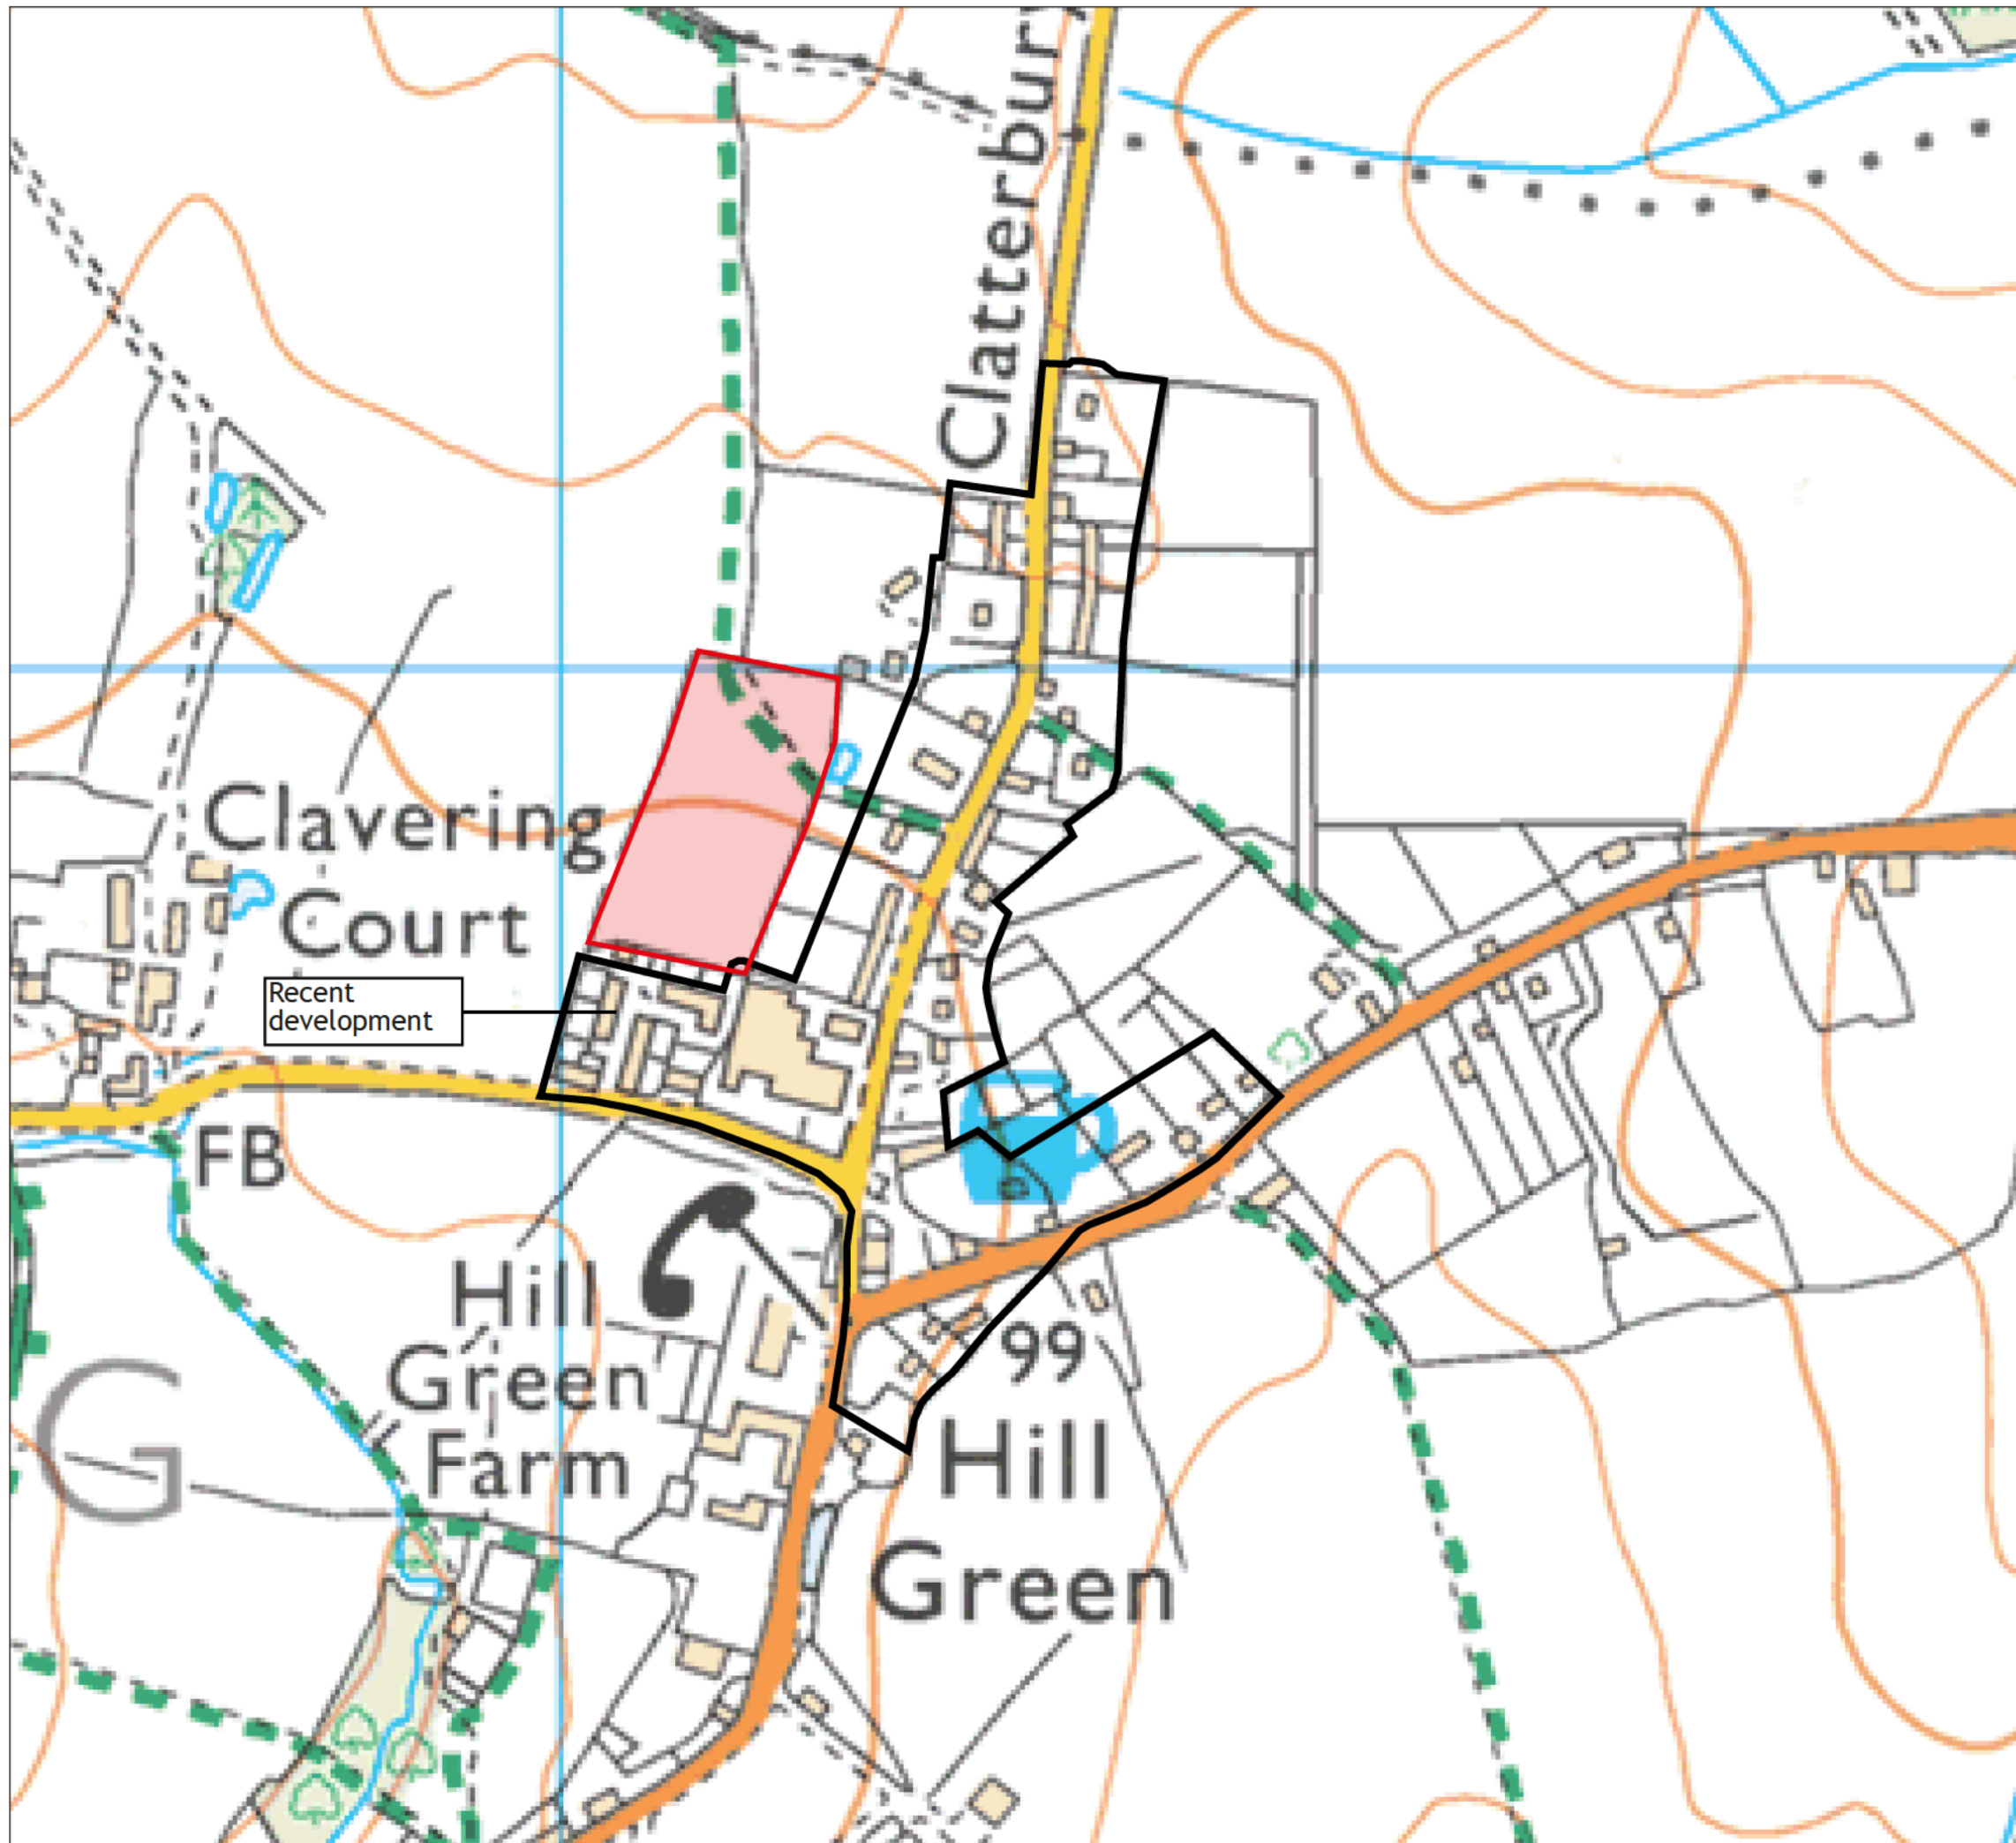 Clatterbury
Clavering
Court
Recent
development
FB
Hill
Green
Farm
99
Hill
Green
G